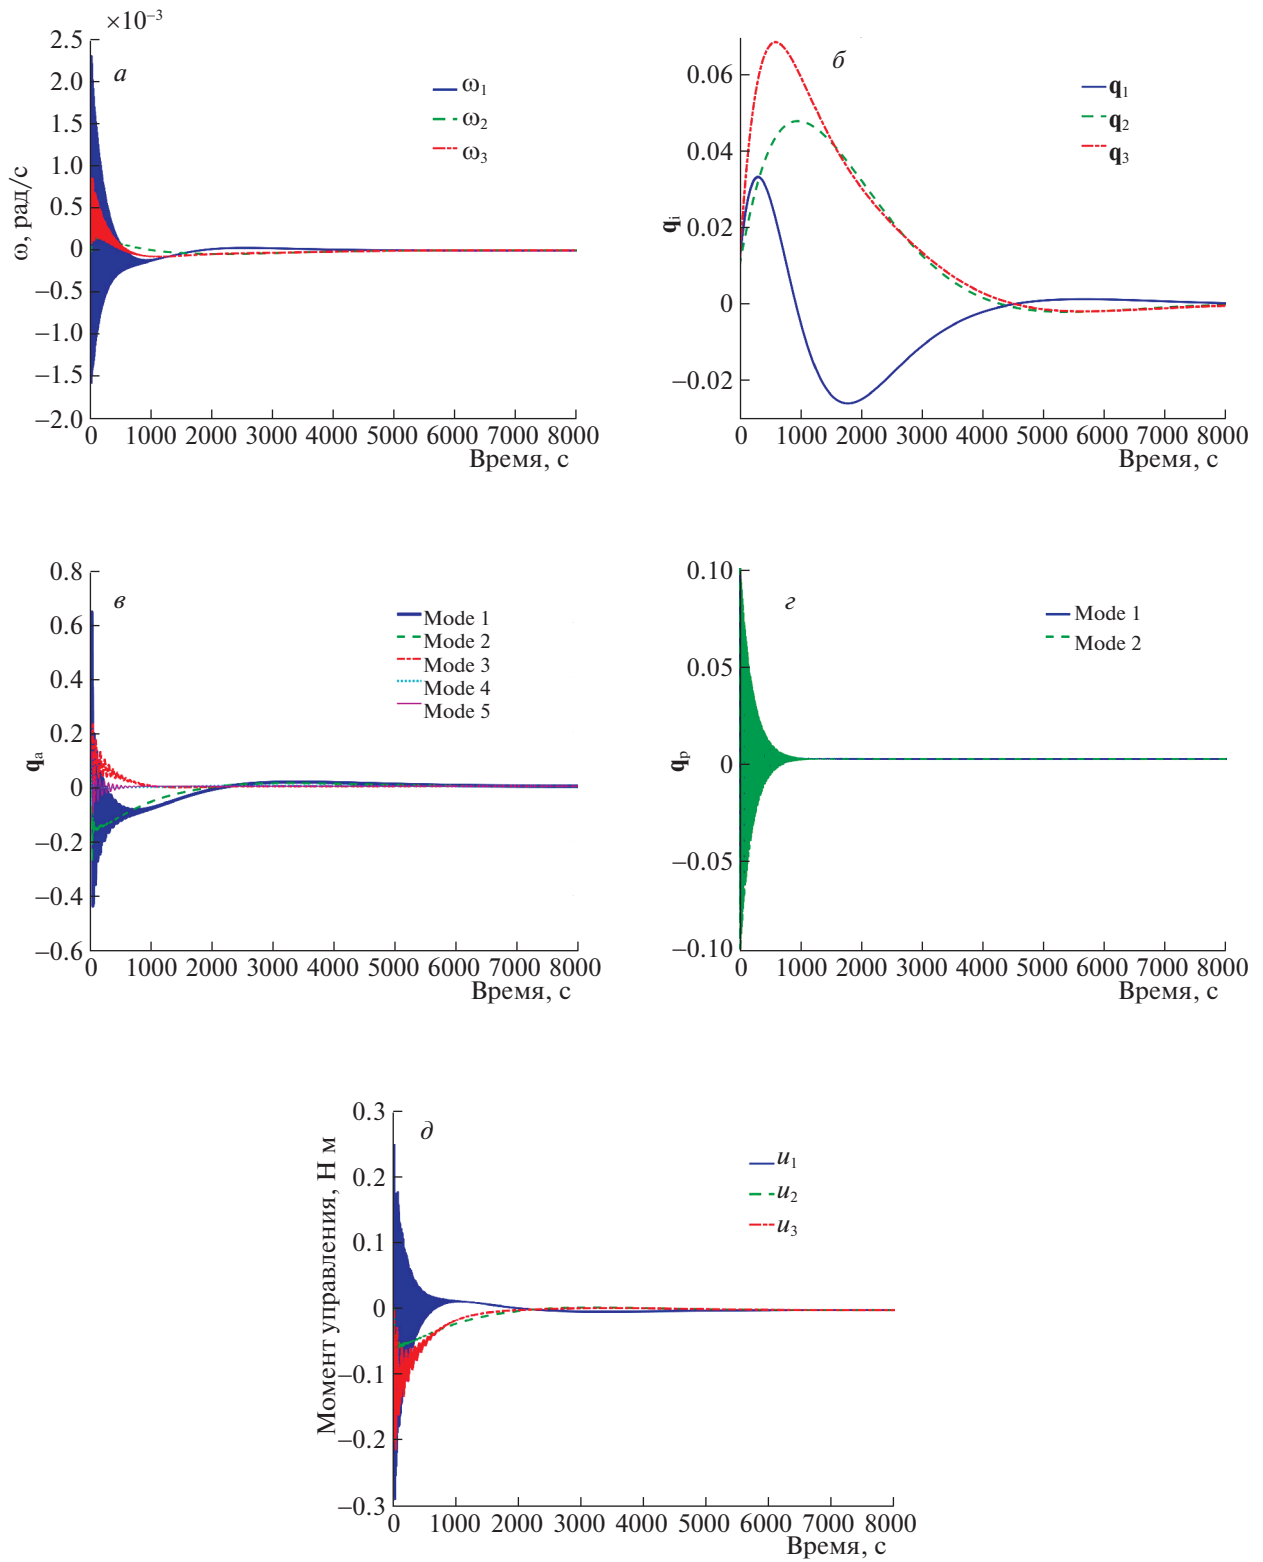 ×10⁻³
2.5
2.0
1.5
1.0
0.5
0
−0.5
−1.0
−1.5
−2.0
ω, рад/с
а
ω₁
ω₂
ω₃
0 1000 2000 3000 4000 5000 6000 7000 8000
Время, с
0.06
0.04
0.02
0
−0.02
qᵢ
б
q₁
q₂
q₃
0 1000 2000 3000 4000 5000 6000 7000 8000
Время, с
0.8
0.6
0.4
0.2
0
−0.2
−0.4
−0.6
qₐ
в
Mode 1
Mode 2
Mode 3
Mode 4
Mode 5
0 1000 2000 3000 4000 5000 6000 7000 8000
Время, с
0.10
0.05
0
−0.05
−0.10
qₚ
г
Mode 1
Mode 2
0 1000 2000 3000 4000 5000 6000 7000 8000
Время, с
0.3
0.2
0.1
0
−0.1
−0.2
−0.3
Момент управления, Н м
д
u₁
u₂
u₃
0 1000 2000 3000 4000 5000 6000 7000 8000
Время, с